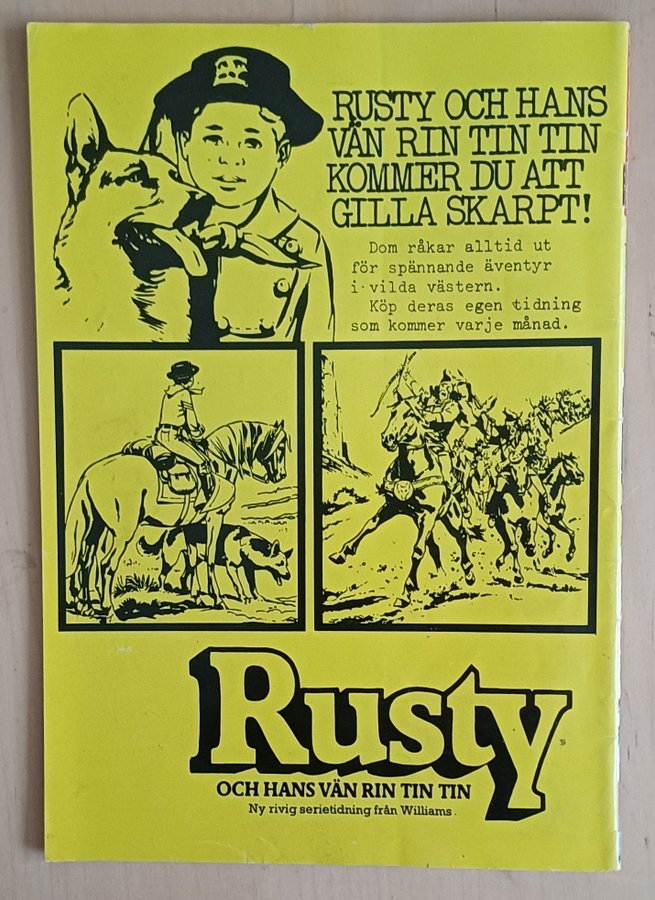 RUSTY OCH HANS
VÄN RIN TIN TIN
KOMMER DU ATT
GILLA SKARPT!
Dom råkar alltid ut
för spännande äventyr
i vilda västern.
Köp deras egen tidning
som kommer varje månad.
Rusty
OCH HANS VÄN RIN TIN TIN
Ny rivig serietidning från Williams